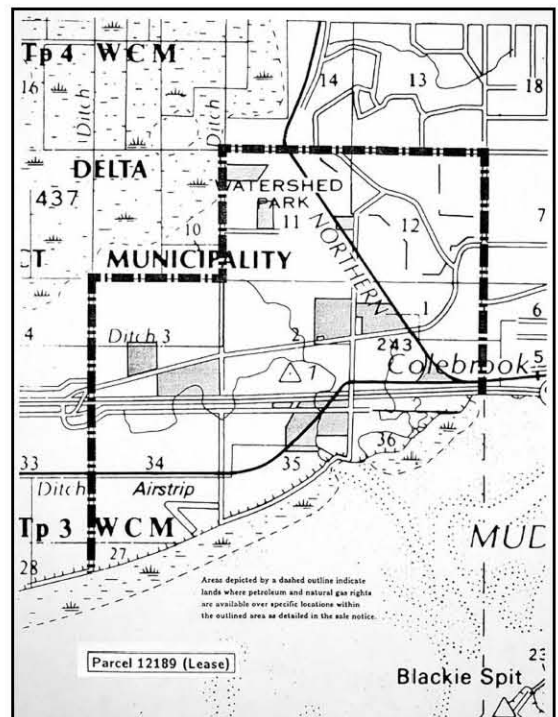 Tp 4 WCM
14
13
18
16
Ditch
Ditch
DELTA
437
WATERSHED
PARK
11
12
7
10
NORTHERN
CT MUNICIPALITY
1
6
4
Ditch 3
2
243
Colebrook
5
1
2
36
33
34
35
Ditch
Airstrip
Tp 3 WCM
27
28
MUD
Areas depicted by a dashed outline indicate
lands where petroleum and natural gas rights
are available over specific locations within
the outlined area as detailed in the sale notice.
Parcel 12189 (Lease)
23
Blackie Spit